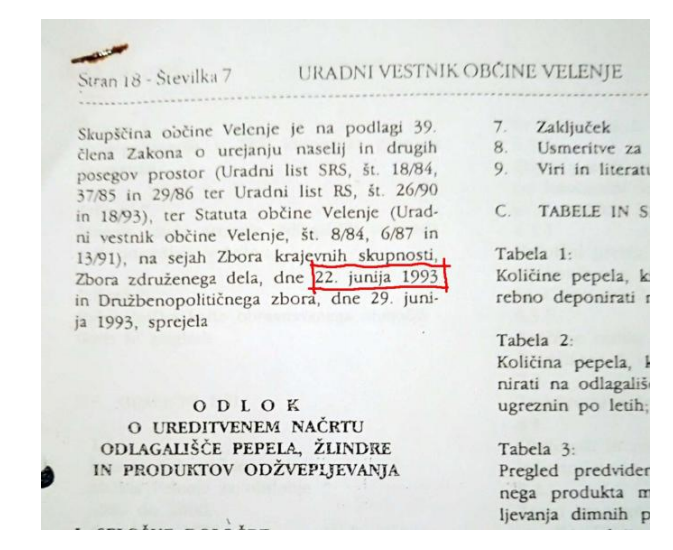 Stran 18 - Številka 7
URADNI VESTNIK OBČINE VELENJE
Skupščina občine Velenje je na podlagi 39.
člena Zakona o urejanju naselij in drugih
posegov prostor (Uradni list SRS, št. 18/84,
37/85 in 29/86 ter Uradni list RS, št. 26/90
in 18/93), ter Statuta občine Velenje (Urad-
ni vestnik občine Velenje, št. 8/84, 6/87 in
13/91), na sejah Zbora krajevnih skupnosti,
Zbora združenega dela, dne 22. junija 1993
in Družbenopolitičnega zbora, dne 29. juni-
ja 1993, sprejela
O D L O K
O UREDITVENEM NAČRTU
ODLAGALIŠČE PEPELA, ŽLINDRE
IN PRODUKTOV ODŽVEPLJEVANJA
7. Zaključek
8. Usmeritve za
9. Viri in literatu
C. TABELE IN S
Tabela 1:
Količine pepela, k
rebno deponirati n
Tabela 2:
Količina pepela, k
nirati na odlagališ
ugreznin po letih;
Tabela 3:
Pregled predvider
nega produkta m
ljevanja dimnih p